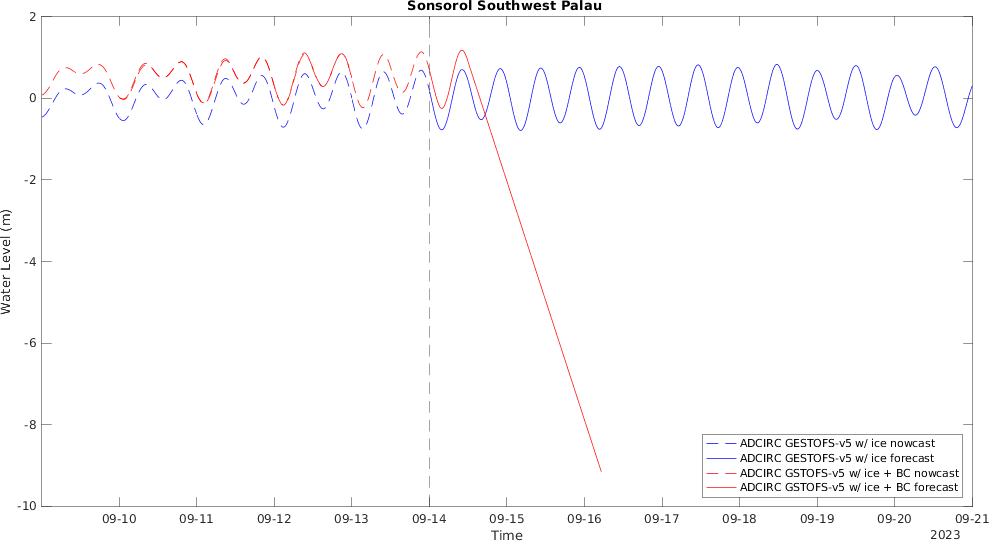 Sonsorol Southwest Palau
2
0
-2
-4
-6
-8
-10
Water Level (m)
ADCIRC GESTOFS-v5 w/ ice nowcast
ADCIRC GESTOFS-v5 w/ ice forecast
ADCIRC GSTOFS-v5 w/ ice + BC nowcast
ADCIRC GSTOFS-v5 w/ ice + BC forecast
09-10 09-11 09-12 09-13 09-14 09-15 09-16 09-17 09-18 09-19 09-20 09-21
Time
2023